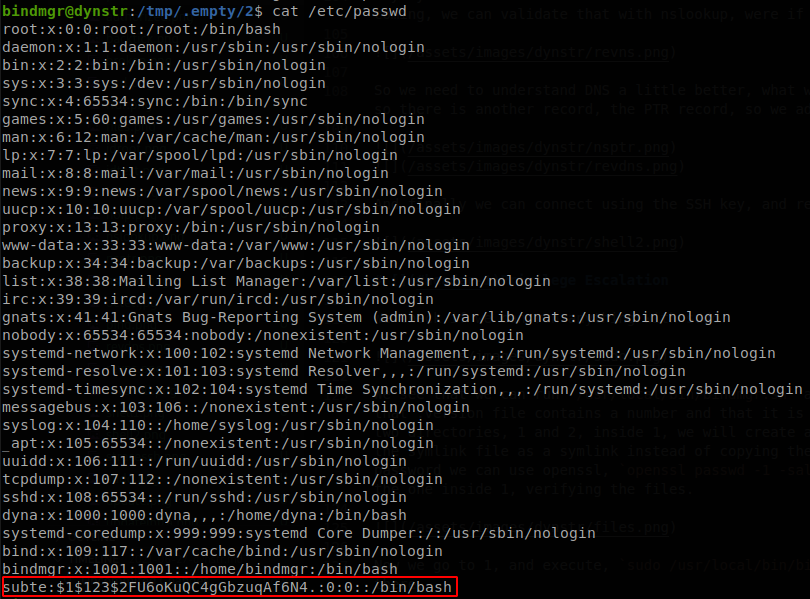 bindmgr@dynstr:/tmp/.empty/2$ cat /etc/passwd
root:x:0:0:root:/root:/bin/bash
daemon:x:1:1:daemon:/usr/sbin:/usr/sbin/nologin
bin:x:2:2:bin:/bin:/usr/sbin/nologin
sys:x:3:3:sys:/dev:/usr/sbin/nologin
sync:x:4:65534:sync:/bin:/bin/sync
games:x:5:60:games:/usr/games:/usr/sbin/nologin
man:x:6:12:man:/var/cache/man:/usr/sbin/nologin
lp:x:7:7:lp:/var/spool/lpd:/usr/sbin/nologin
mail:x:8:8:mail:/var/mail:/usr/sbin/nologin
news:x:9:9:news:/var/spool/news:/usr/sbin/nologin
uucp:x:10:10:uucp:/var/spool/uucp:/usr/sbin/nologin
proxy:x:13:13:proxy:/bin:/usr/sbin/nologin
www-data:x:33:33:www-data:/var/www:/usr/sbin/nologin
backup:x:34:34:backup:/var/backups:/usr/sbin/nologin
list:x:38:38:Mailing List Manager:/var/list:/usr/sbin/nologin
irc:x:39:39:ircd:/var/run/ircd:/usr/sbin/nologin
gnats:x:41:41:Gnats Bug-Reporting System (admin):/var/lib/gnats:/usr/sbin/nologin
nobody:x:65534:65534:nobody:/nonexistent:/usr/sbin/nologin
systemd-network:x:100:102:systemd Network Management,,,:/run/systemd:/usr/sbin/nologin
systemd-resolve:x:101:103:systemd Resolver,,,:/run/systemd:/usr/sbin/nologin
systemd-timesync:x:102:104:systemd Time Synchronization,,,:/run/systemd:/usr/sbin/nologin
messagebus:x:103:106::/nonexistent:/usr/sbin/nologin
syslog:x:104:110::/home/syslog:/usr/sbin/nologin
_apt:x:105:65534::/nonexistent:/usr/sbin/nologin
uuidd:x:106:111::/run/uuidd:/usr/sbin/nologin
tcpdump:x:107:112::/nonexistent:/usr/sbin/nologin
sshd:x:108:65534::/run/sshd:/usr/sbin/nologin
dyna:x:1000:1000:dyna,,,:/home/dyna:/bin/bash
systemd-coredump:x:999:999:systemd Core Dumper:/:/usr/sbin/nologin
bind:x:109:117::/var/cache/bind:/usr/sbin/nologin
bindmgr:x:1001:1001::/home/bindmgr:/bin/bash
subte:$1$123$2FU6oKuQC4gGbzuqAf6N4.:0:0::/bin/bash